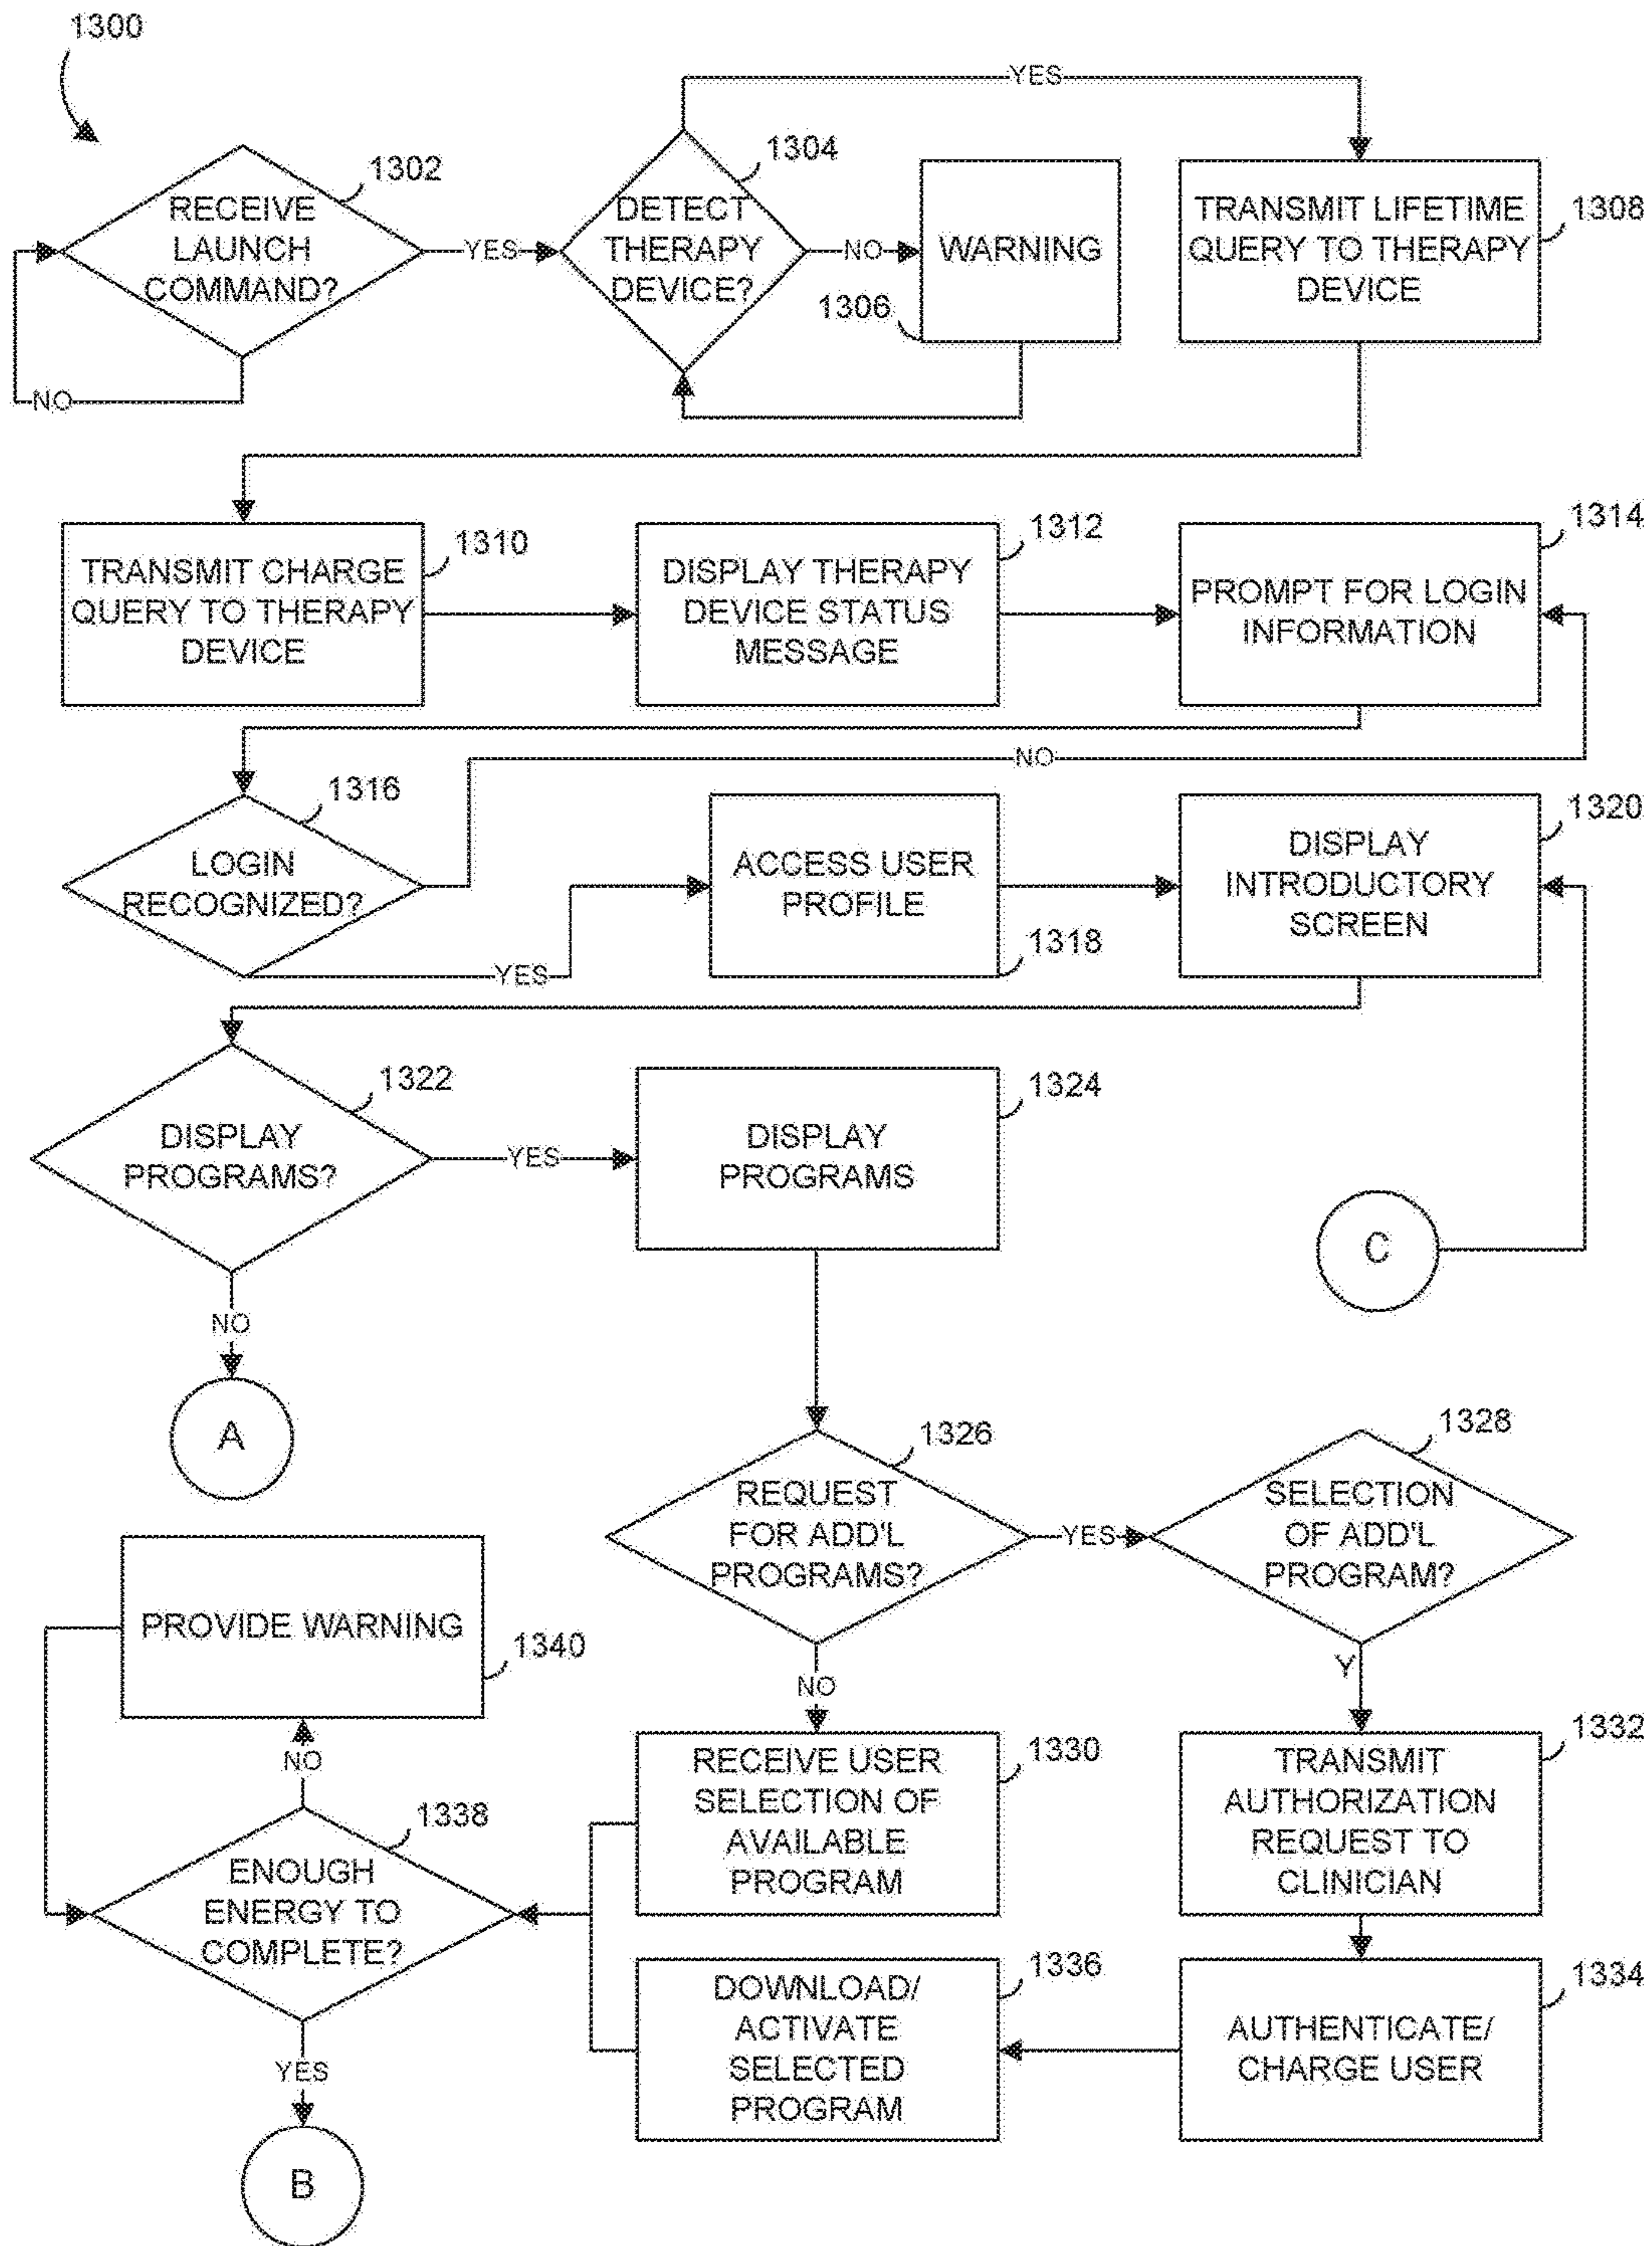 1300
YES
1302
RECEIVE
LAUNCH
COMMAND?
NO
YES
1304
DETECT
THERAPY
DEVICE?
NO
WARNING
1306
TRANSMIT LIFETIME
QUERY TO THERAPY
DEVICE
1308
TRANSMIT CHARGE
QUERY TO THERAPY
DEVICE
1310
DISPLAY THERAPY
DEVICE STATUS
MESSAGE
1312
PROMPT FOR LOGIN
INFORMATION
1314
NO
1316
LOGIN
RECOGNIZED?
YES
ACCESS USER
PROFILE
1318
DISPLAY
INTRODUCTORY
SCREEN
1320
1322
DISPLAY
PROGRAMS?
YES
DISPLAY
PROGRAMS
1324
C
NO
A
1326
REQUEST
FOR ADD'L
PROGRAMS?
YES
1328
SELECTION
OF ADD'L
PROGRAM?
PROVIDE WARNING
1340
NO
Y
NO
RECEIVE USER
SELECTION OF
AVAILABLE
PROGRAM
1330
TRANSMIT
AUTHORIZATION
REQUEST TO
CLINICIAN
1332
1338
ENOUGH
ENERGY TO
COMPLETE?
DOWNLOAD/
ACTIVATE
SELECTED
PROGRAM
1336
AUTHENTICATE/
CHARGE USER
1334
YES
B